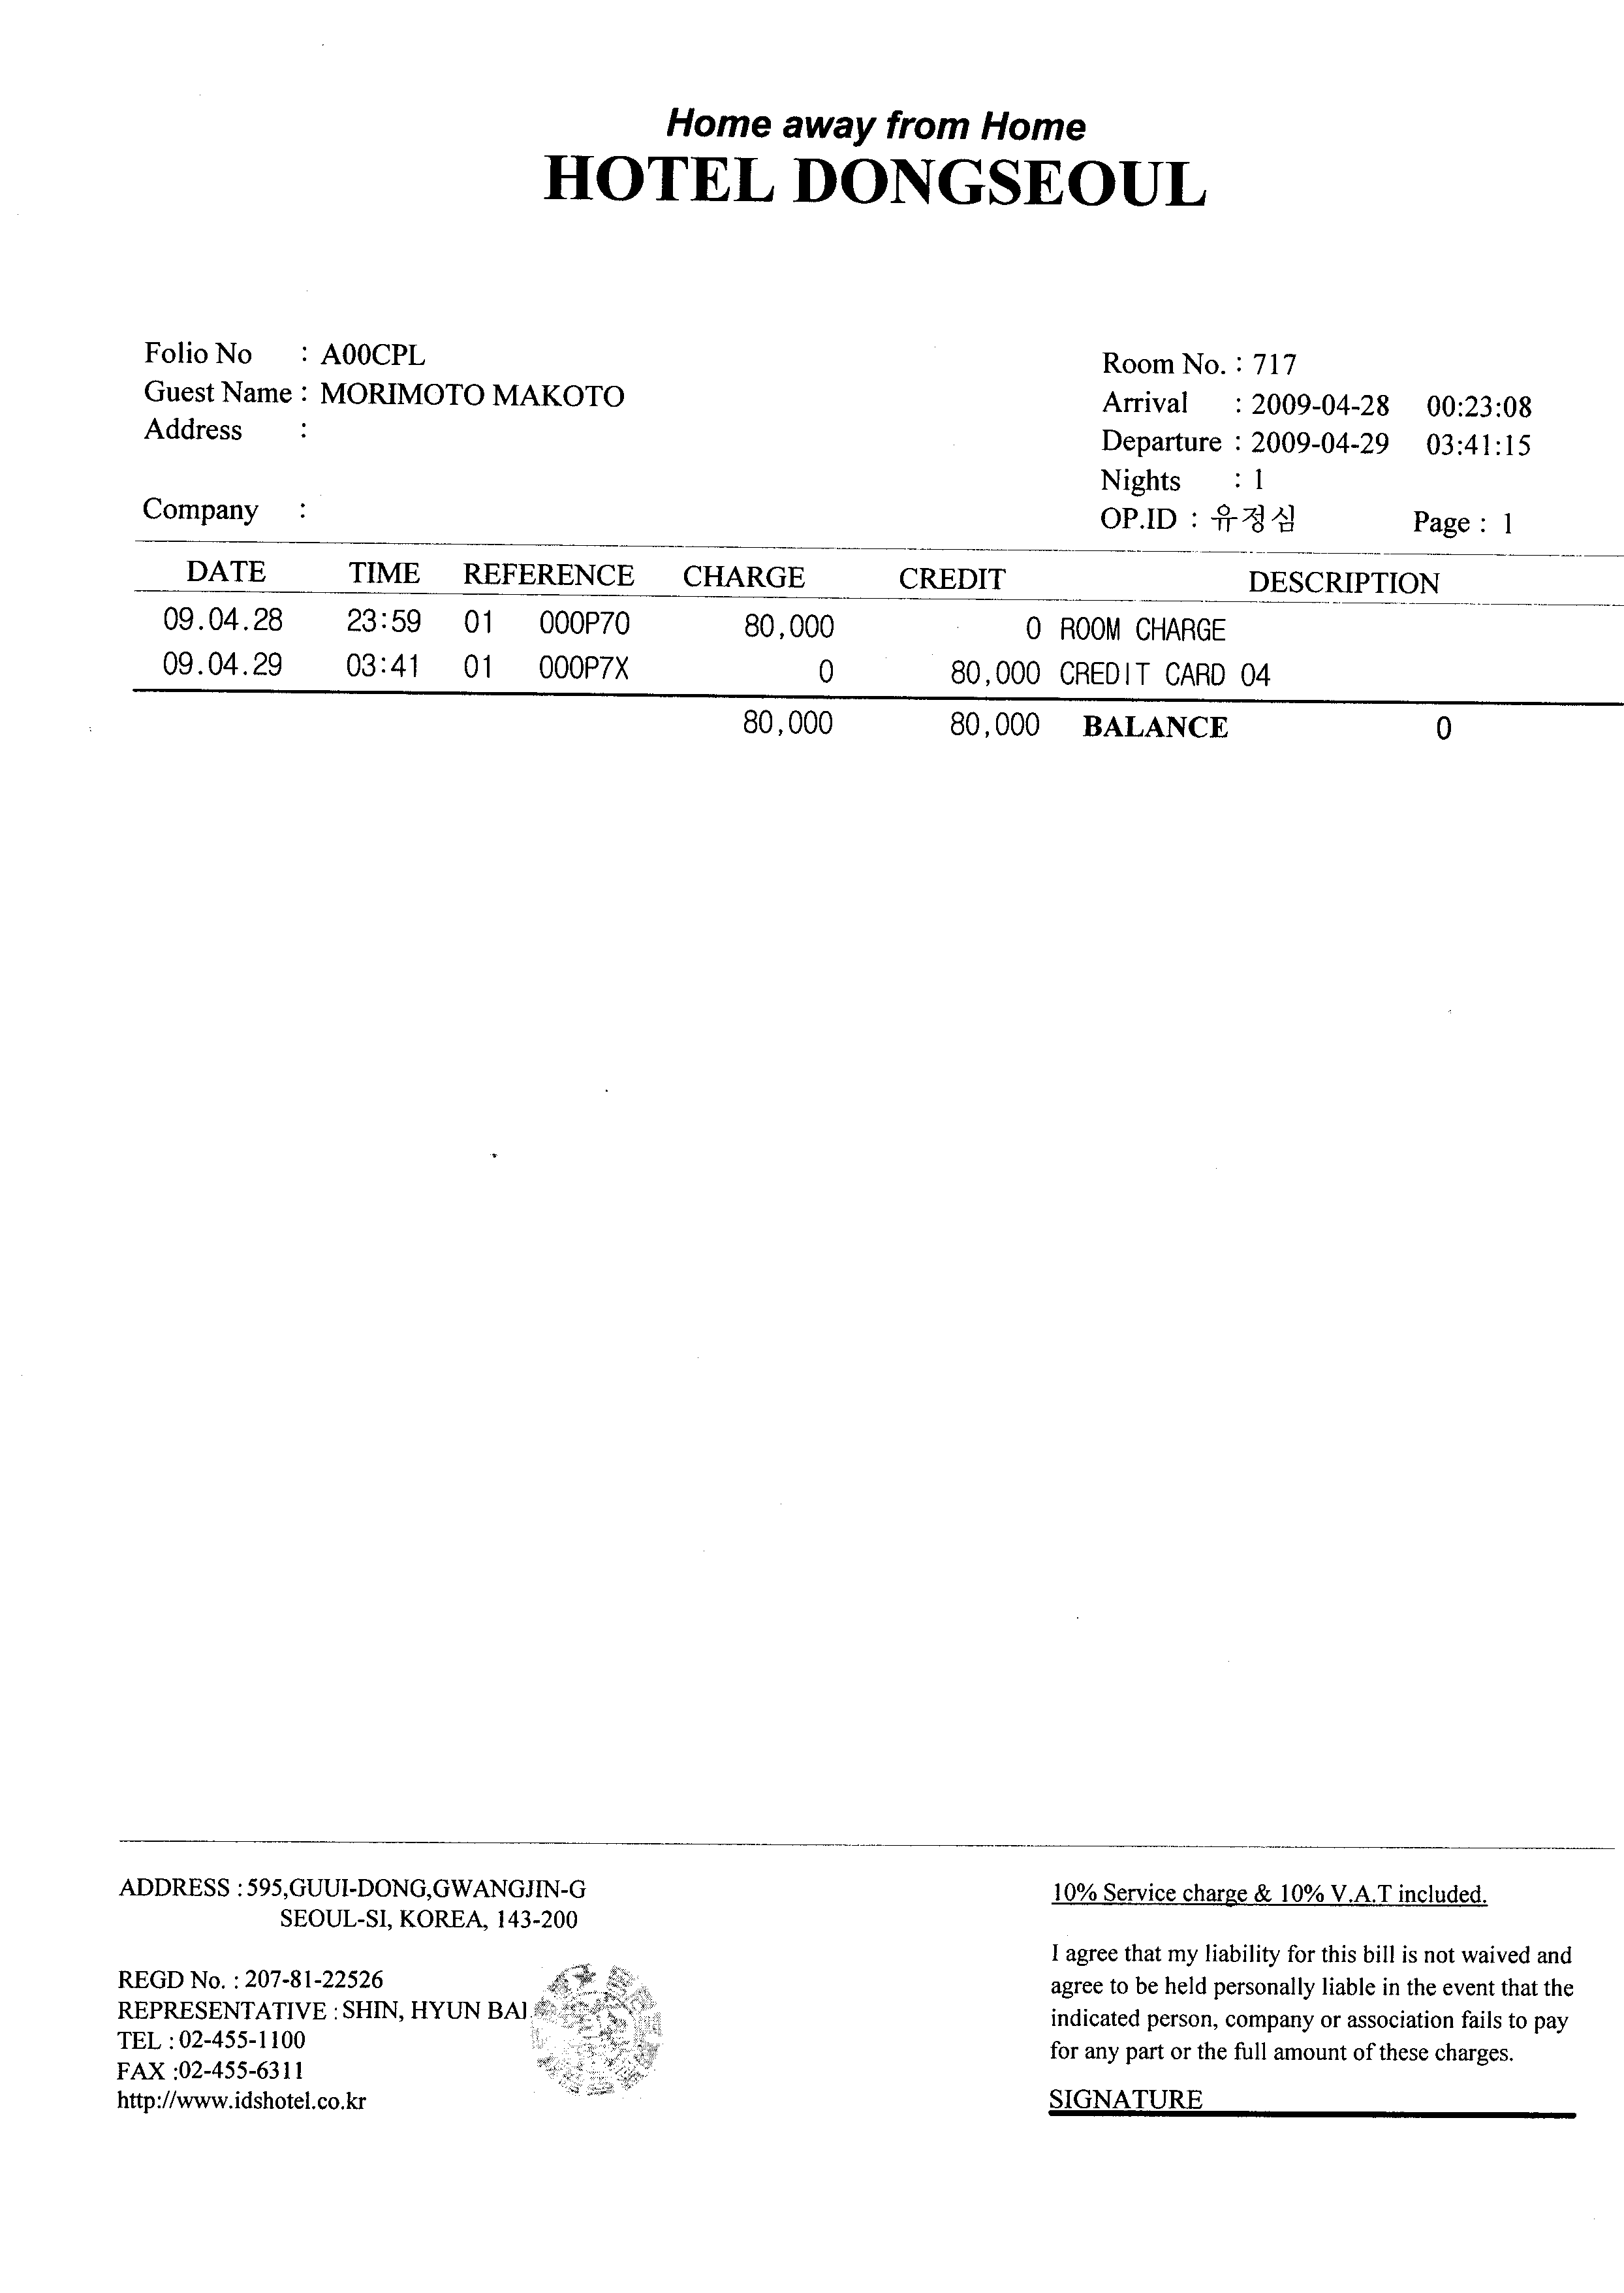 Home away from Home
HOTEL DONGSEOUL
Folio No : A00CPL
Guest Name : MORIMOTO MAKOTO
Address :
Company :
Room No. : 717
Arrival : 2009-04-28 00:23:08
Departure : 2009-04-29 03:41:15
Nights : 1
OP.ID : 유정심 Page : 1
DATE TIME REFERENCE CHARGE CREDIT DESCRIPTION
09.04.28 23:59 01 000P70 80,000 0 ROOM CHARGE
09.04.29 03:41 01 000P7X 0 80,000 CREDIT CARD 04
80,000 80,000 BALANCE 0
ADDRESS : 595,GUUI-DONG,GWANGJIN-G
SEOUL-SI, KOREA, 143-200
REGD No. : 207-81-22526
REPRESENTATIVE : SHIN, HYUN BAI
TEL : 02-455-1100
FAX :02-455-6311
http://www.idshotel.co.kr
10% Service charge & 10% V.A.T included.
I agree that my liability for this bill is not waived and
agree to be held personally liable in the event that the
indicated person, company or association fails to pay
for any part or the full amount of these charges.
SIGNATURE